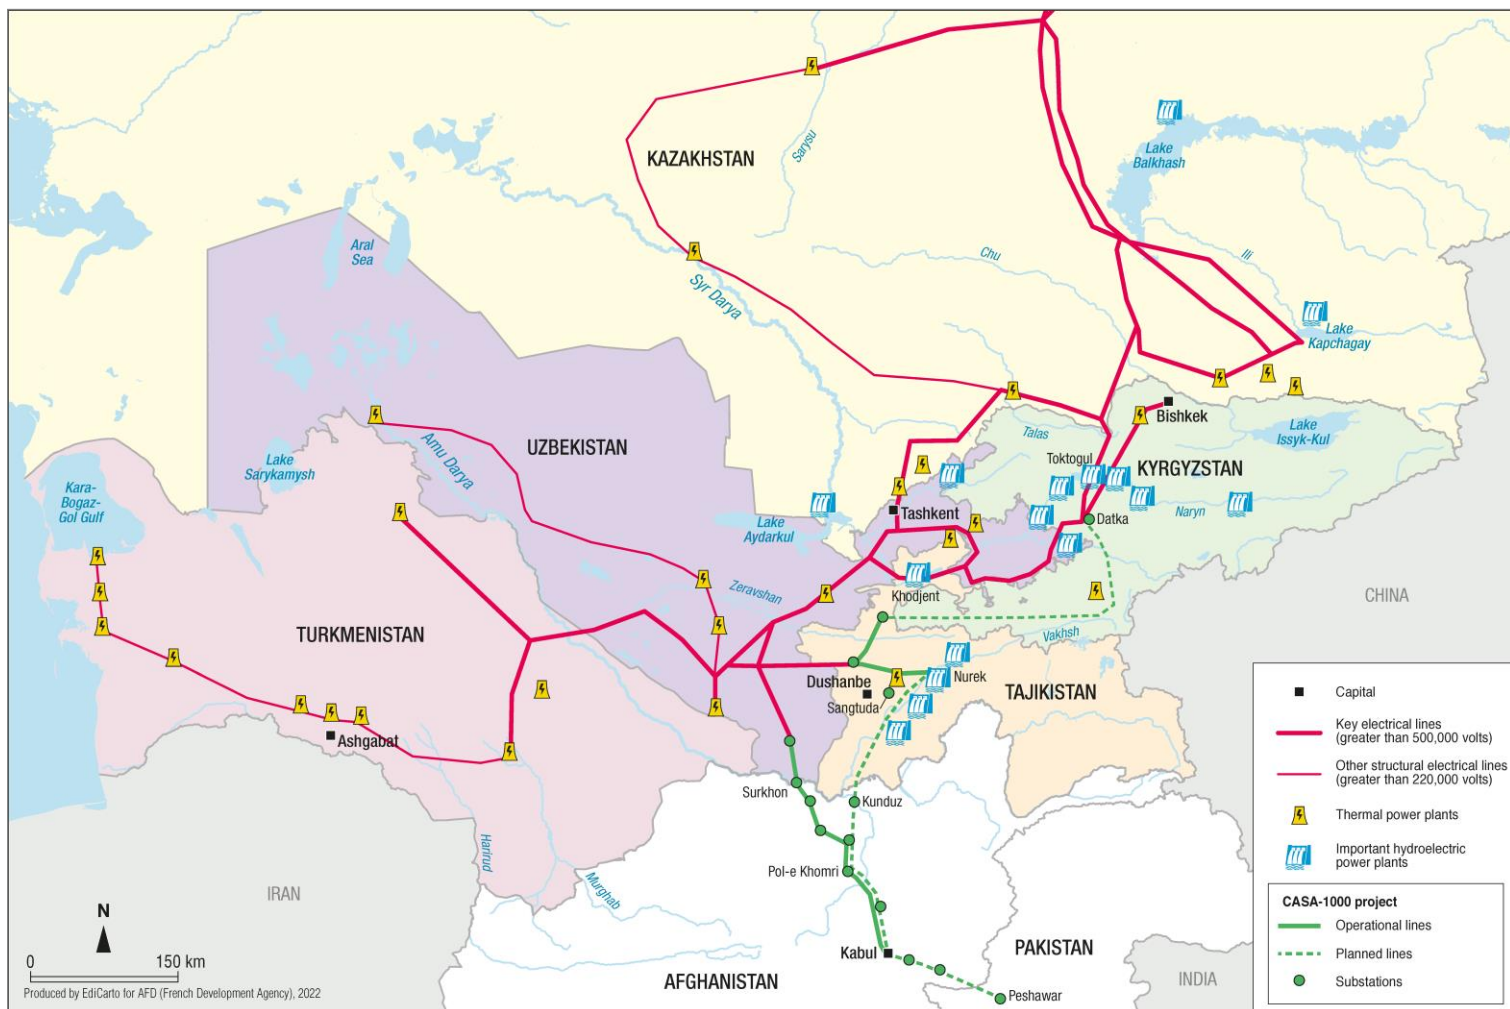 KAZAKHSTAN
Sarysu
Lake
Balkhash
Aral
Sea
Syr Darya
Chu
Ili
Lake
Kapchagay
Bishkek
Talas
Lake
Issyk-Kul
UZBEKISTAN
Amu Darya
Lake
Sarykamysh
Kara-
Bogaz-
Gol Gulf
Toktogul
KYRGYZSTAN
Tashkent
Lake
Aydarkul
Datka
Naryn
Zeravshan
Khodjent
CHINA
TURKMENISTAN
Vakhsh
Dushanbe
Nurek
Sangtuda
TAJIKISTAN
Ashgabat
Surkhon
Kunduz
Harirud
Murghab
Pol-e Khomri
IRAN
Kabul
PAKISTAN
AFGHANISTAN
Peshawar
INDIA
N
0
150 km
Produced by EdiCarto for AFD (French Development Agency), 2022
Capital
Key electrical lines
(greater than 500,000 volts)
Other structural electrical lines
(greater than 220,000 volts)
Thermal power plants
Important hydroelectric
power plants
CASA-1000 project
Operational lines
Planned lines
Substations